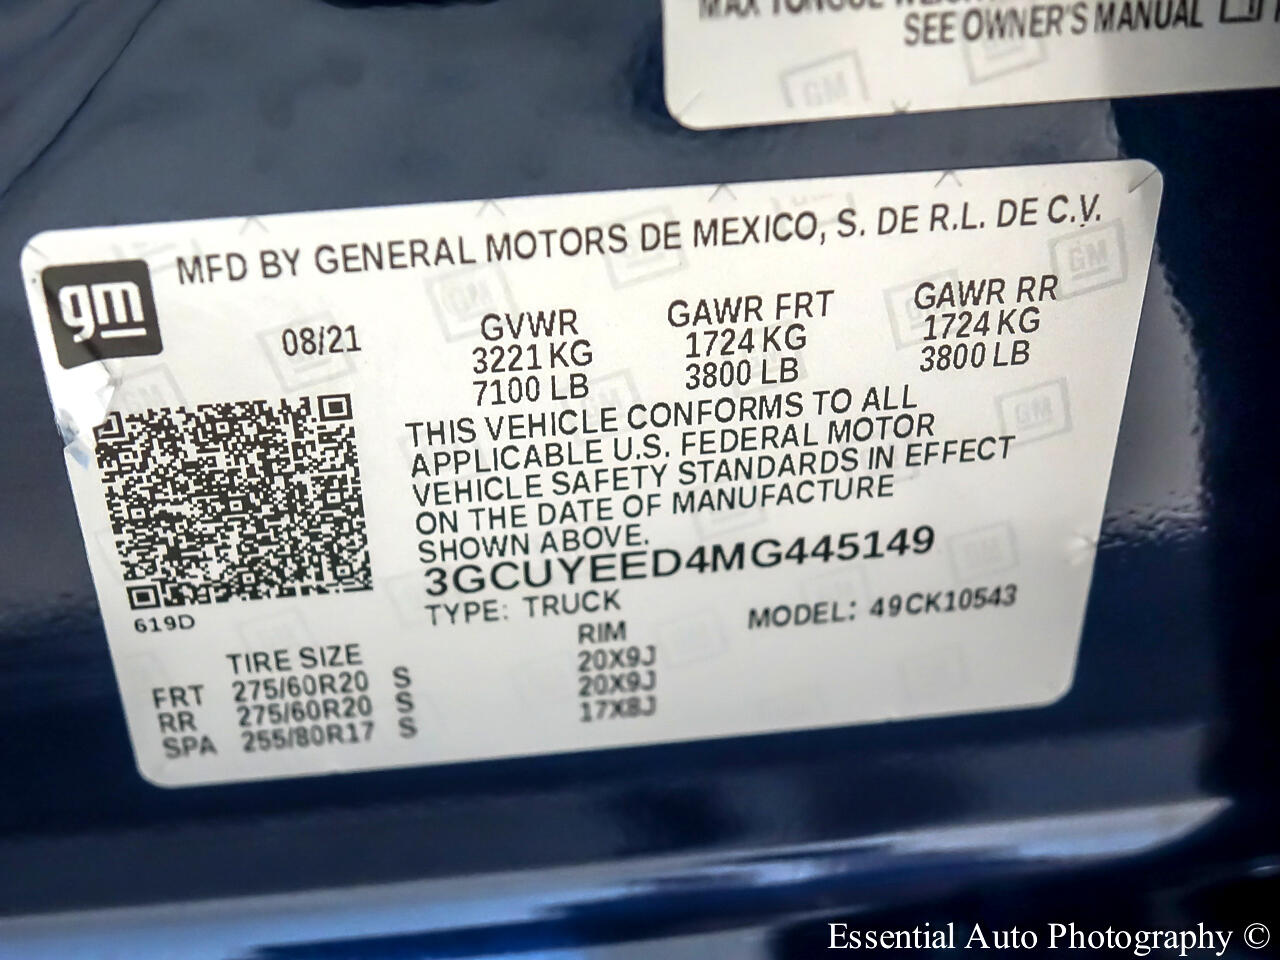 MAX TONGUE
SEE OWNER'S MANUAL
GM
gm
MFD BY GENERAL MOTORS DE MEXICO, S. DE R.L. DE C.V.
08/21
GVWR
3221 KG
7100 LB
GAWR FRT
1724 KG
3800 LB
GAWR RR
1724 KG
3800 LB
THIS VEHICLE CONFORMS TO ALL
APPLICABLE U.S. FEDERAL MOTOR
VEHICLE SAFETY STANDARDS IN EFFECT
ON THE DATE OF MANUFACTURE
SHOWN ABOVE.
3GCUYEED4MG445149
TYPE: TRUCK MODEL: 49CK10543
619D
TIRE SIZE RIM
FRT 275/60R20 S 20X9J
RR 275/60R20 S 20X9J
SPA 255/80R17 S 17X8J
Essential Auto Photography ©